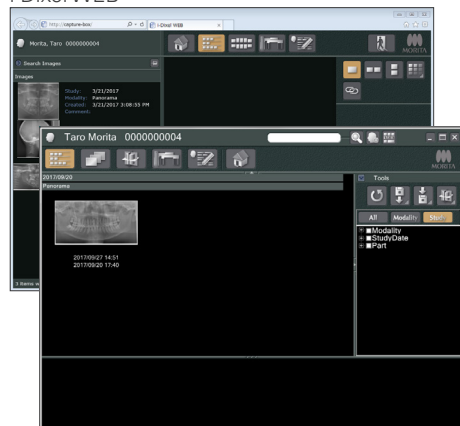 i-Dixel WEB
http://capture-box/
i-Dixel WEB
Morita, Taro 0000000004
MORITA
Search Images
Images
Study: 3/21/2017
Modality: Panorama
Created: 3/21/2017 3:08:55 PM
Comment:
Taro Morita 0000000004
MORITA
2017/09/20
Panorama
2017/09/27 14:51
2017/09/20 17:40
Tools
All Modality
Modality
StudyDate
Part